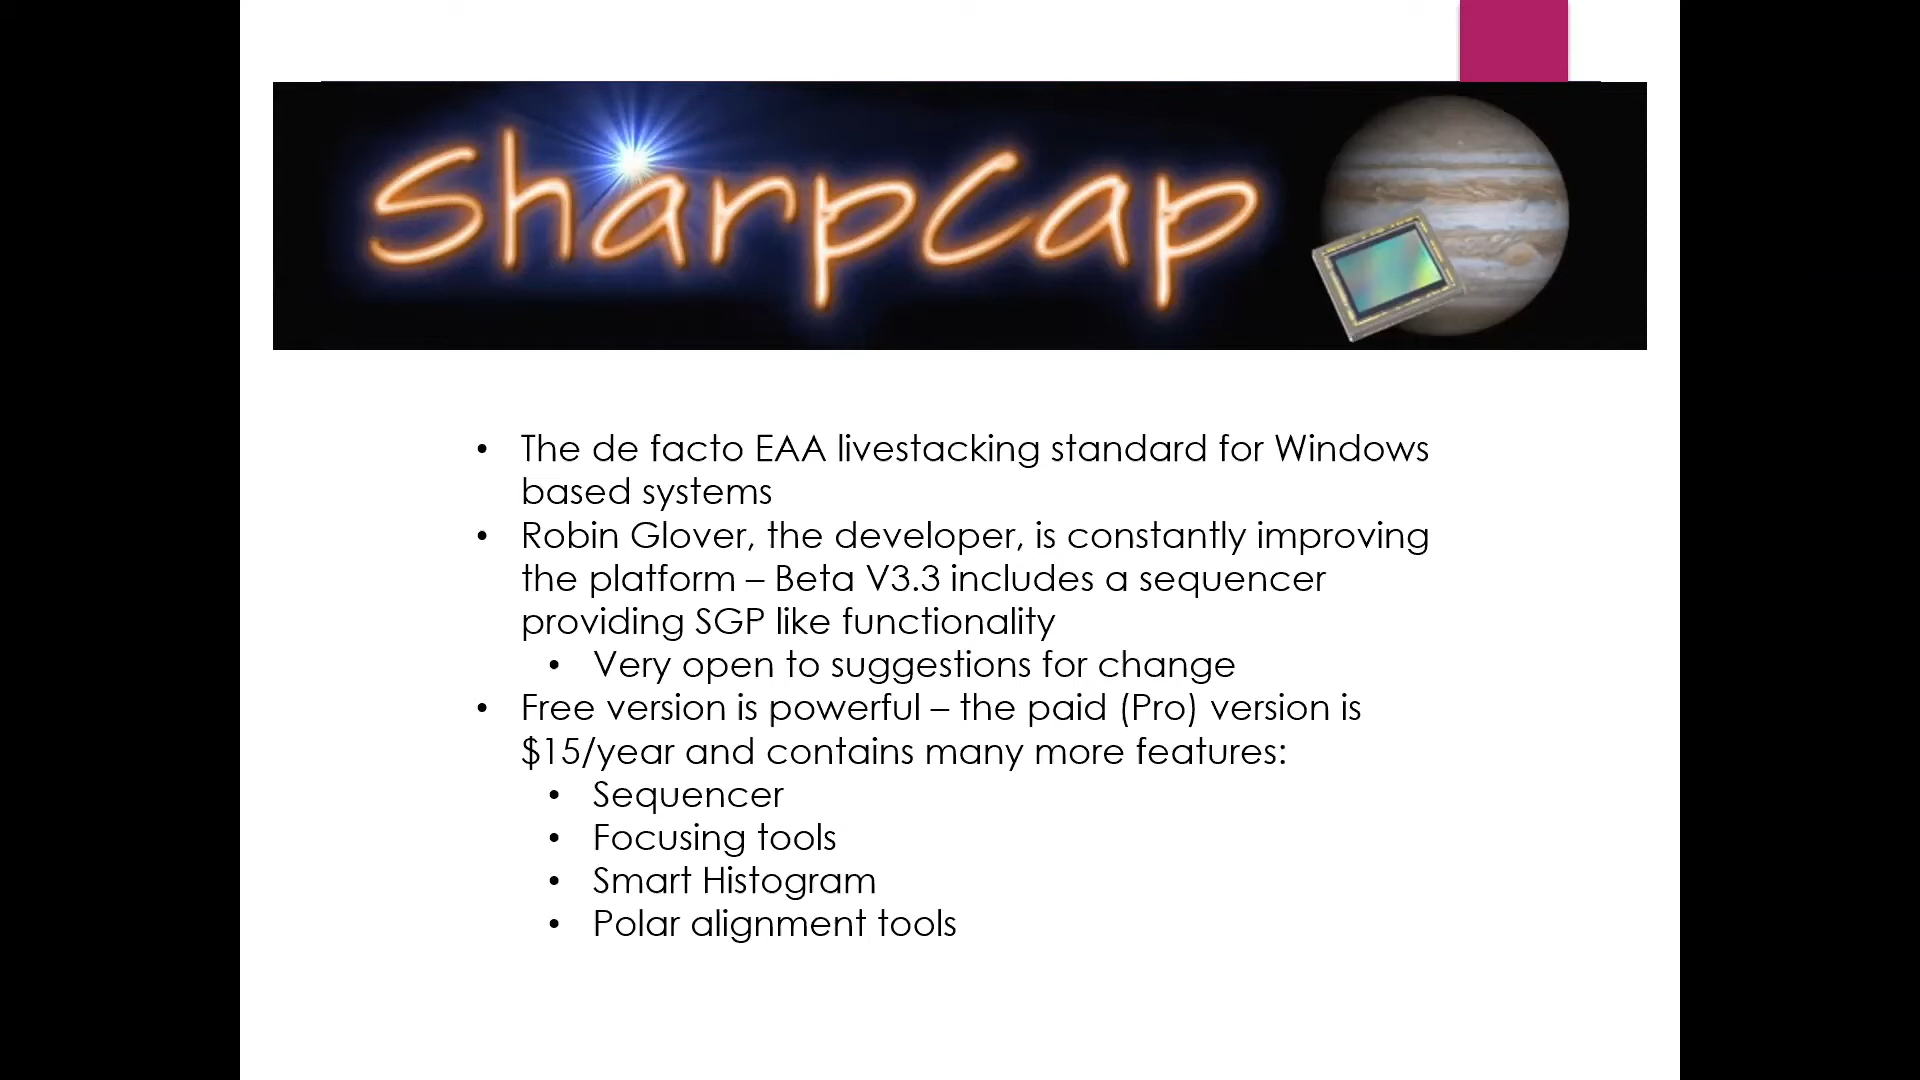 SharpCap
• The de facto EAA livestacking standard for Windows
based systems
• Robin Glover, the developer, is constantly improving
the platform – Beta V3.3 includes a sequencer
providing SGP like functionality
• Very open to suggestions for change
• Free version is powerful – the paid (Pro) version is
$15/year and contains many more features:
• Sequencer
• Focusing tools
• Smart Histogram
• Polar alignment tools